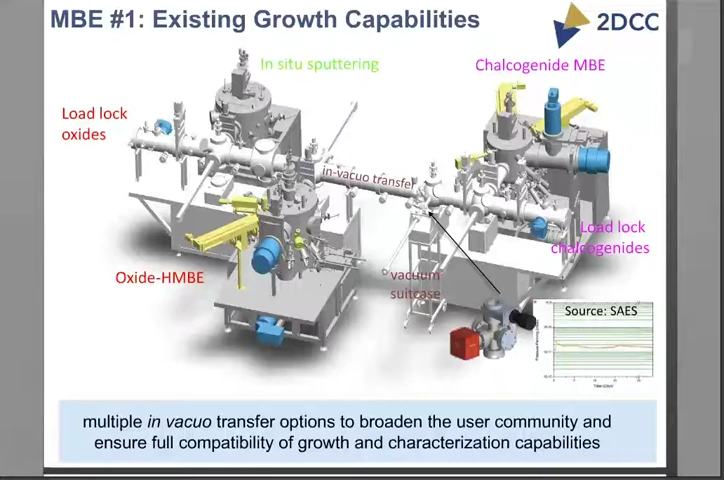 MBE #1: Existing Growth Capabilities
2DCC
In situ sputtering
Chalcogenide MBE
Load lock
oxides
in-vacuo transfer
Load lock
chalcogenides
Oxide-HMBE
vacuum
suitcase
Source: SAES
multiple in vacuo transfer options to broaden the user community and
ensure full compatibility of growth and characterization capabilities